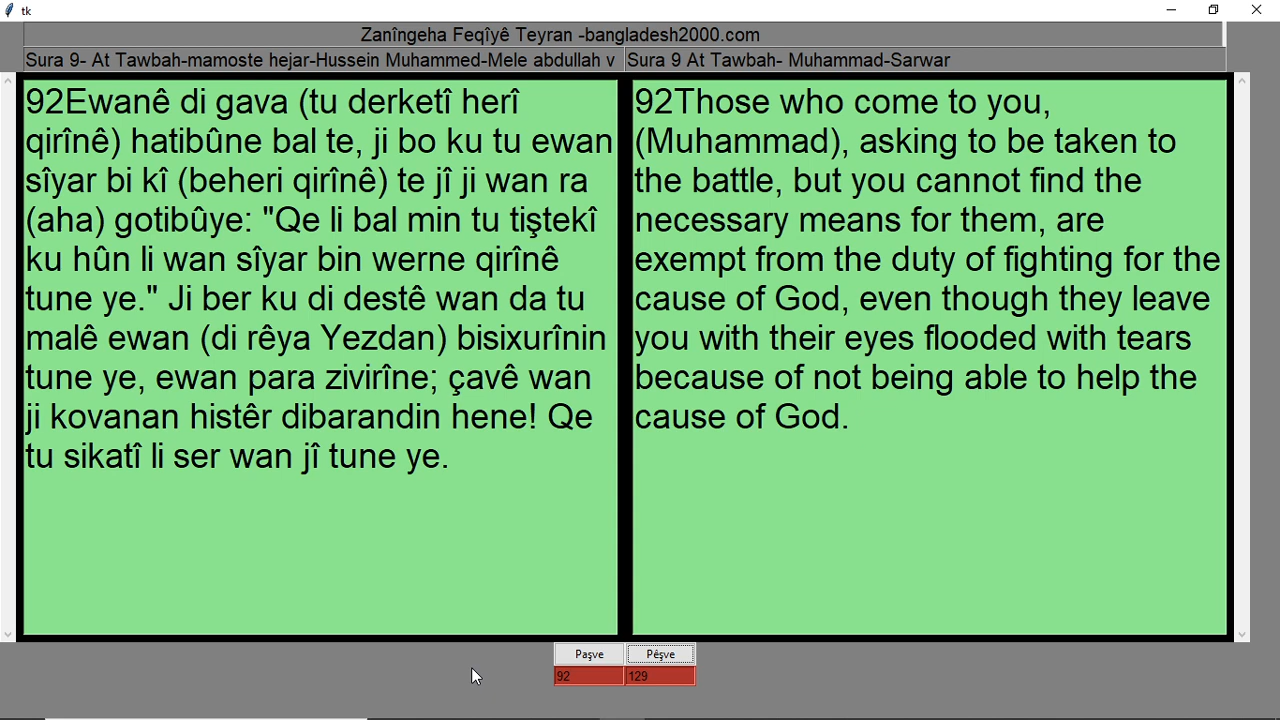 tk
Zanîngeha Feqîyê Teyran -bangladesh2000.com
Sura 9- At Tawbah-mamoste hejar-Hussein Muhammed-Mele abdullah v
Sura 9 At Tawbah- Muhammad-Sarwar
92Ewanê di gava (tu derketî herî
qirînê) hatibûne bal te, ji bo ku tu ewan
sîyar bi kî (beheri qirînê) te jî ji wan ra
(aha) gotibûye: "Qe li bal min tu tiştekî
ku hûn li wan sîyar bin werne qirînê
tune ye." Ji ber ku di destê wan da tu
malê ewan (di rêya Yezdan) bisixurînin
tune ye, ewan para zivirîne; çavê wan
ji kovanan histêr dibarandin hene! Qe
tu sikatî li ser wan jî tune ye.
92Those who come to you,
(Muhammad), asking to be taken to
the battle, but you cannot find the
necessary means for them, are
exempt from the duty of fighting for the
cause of God, even though they leave
you with their eyes flooded with tears
because of not being able to help the
cause of God.
Paşve
Pêşve
92
129